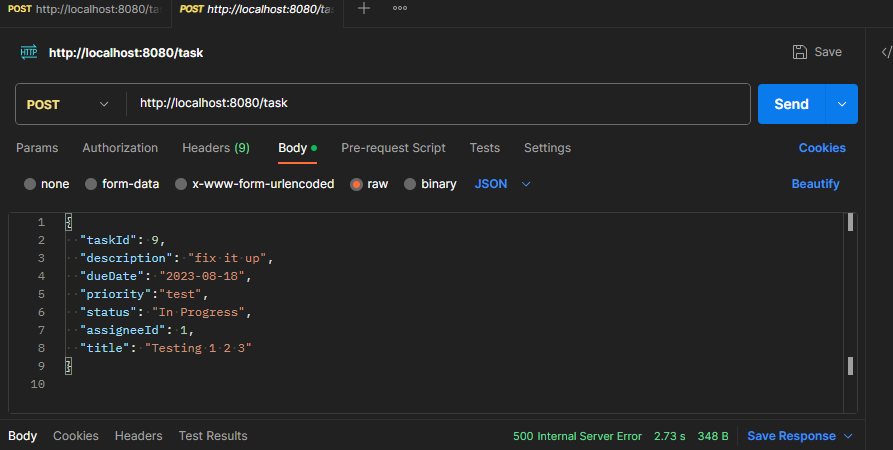 POST http://localhost:8080/ta
POST http://localhost:8080/ta
HTTP http://localhost:8080/task Save
POST http://localhost:8080/task Send
Params Authorization Headers (9) Body Pre-request Script Tests Settings Cookies
none form-data x-www-form-urlencoded raw binary JSON Beautify
1 {
2 "taskId": 9,
3 "description": "fix it up",
4 "dueDate": "2023-08-18",
5 "priority":"test",
6 "status": "In Progress",
7 "assigneeId": 1,
8 "title": "Testing 1 2 3"
9 }
10
Body Cookies Headers Test Results 500 Internal Server Error 2.73 s 348 B Save Response